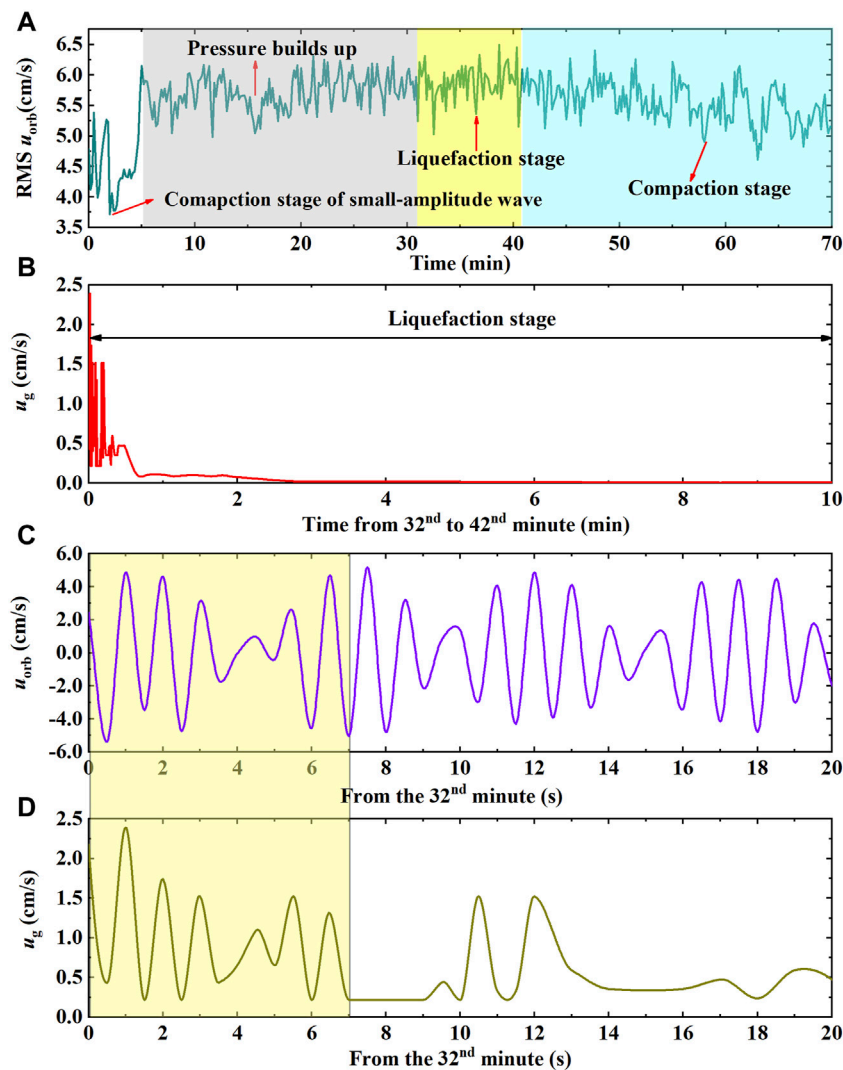 A
6.5
6.0
5.5
5.0
4.5
4.0
3.5
RMS uorb(cm/s)
Pressure builds up
Liquefaction stage
Compaction stage
Comapction stage of small-amplitude wave
0 10 20 30 40 50 60 70
Time (min)
B
2.5
2.0
1.5
1.0
0.5
0.0
ug (cm/s)
Liquefaction stage
0 2 4 6 8 10
Time from 32nd to 42nd minute (min)
C
6.0
4.0
2.0
0.0
-2.0
-4.0
-6.0
uorb (cm/s)
0 2 4 6 8 10 12 14 16 18 20
From the 32nd minute (s)
D
2.5
2.0
1.5
1.0
0.5
0.0
ug (cm/s)
0 2 4 6 8 10 12 14 16 18 20
From the 32nd minute (s)